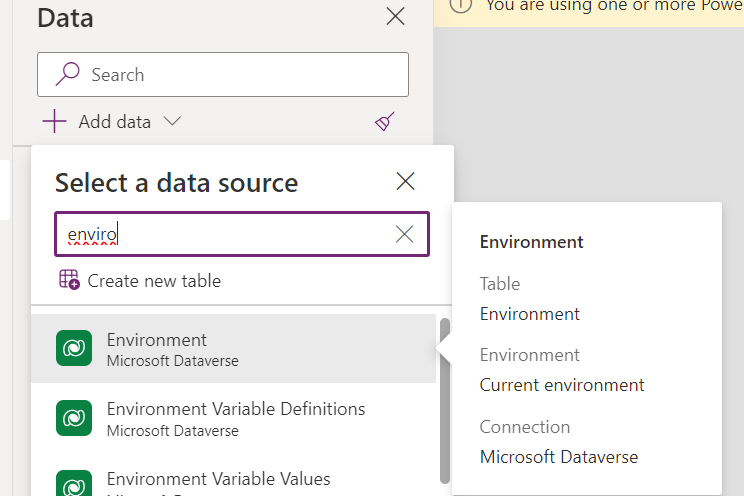 Data
You are using one or more Powe
Search
Add data
Select a data source
enviro
Create new table
Environment
Microsoft Dataverse
Environment Variable Definitions
Microsoft Dataverse
Environment Variable Values
Environment
Table
Environment
Environment
Current environment
Connection
Microsoft Dataverse